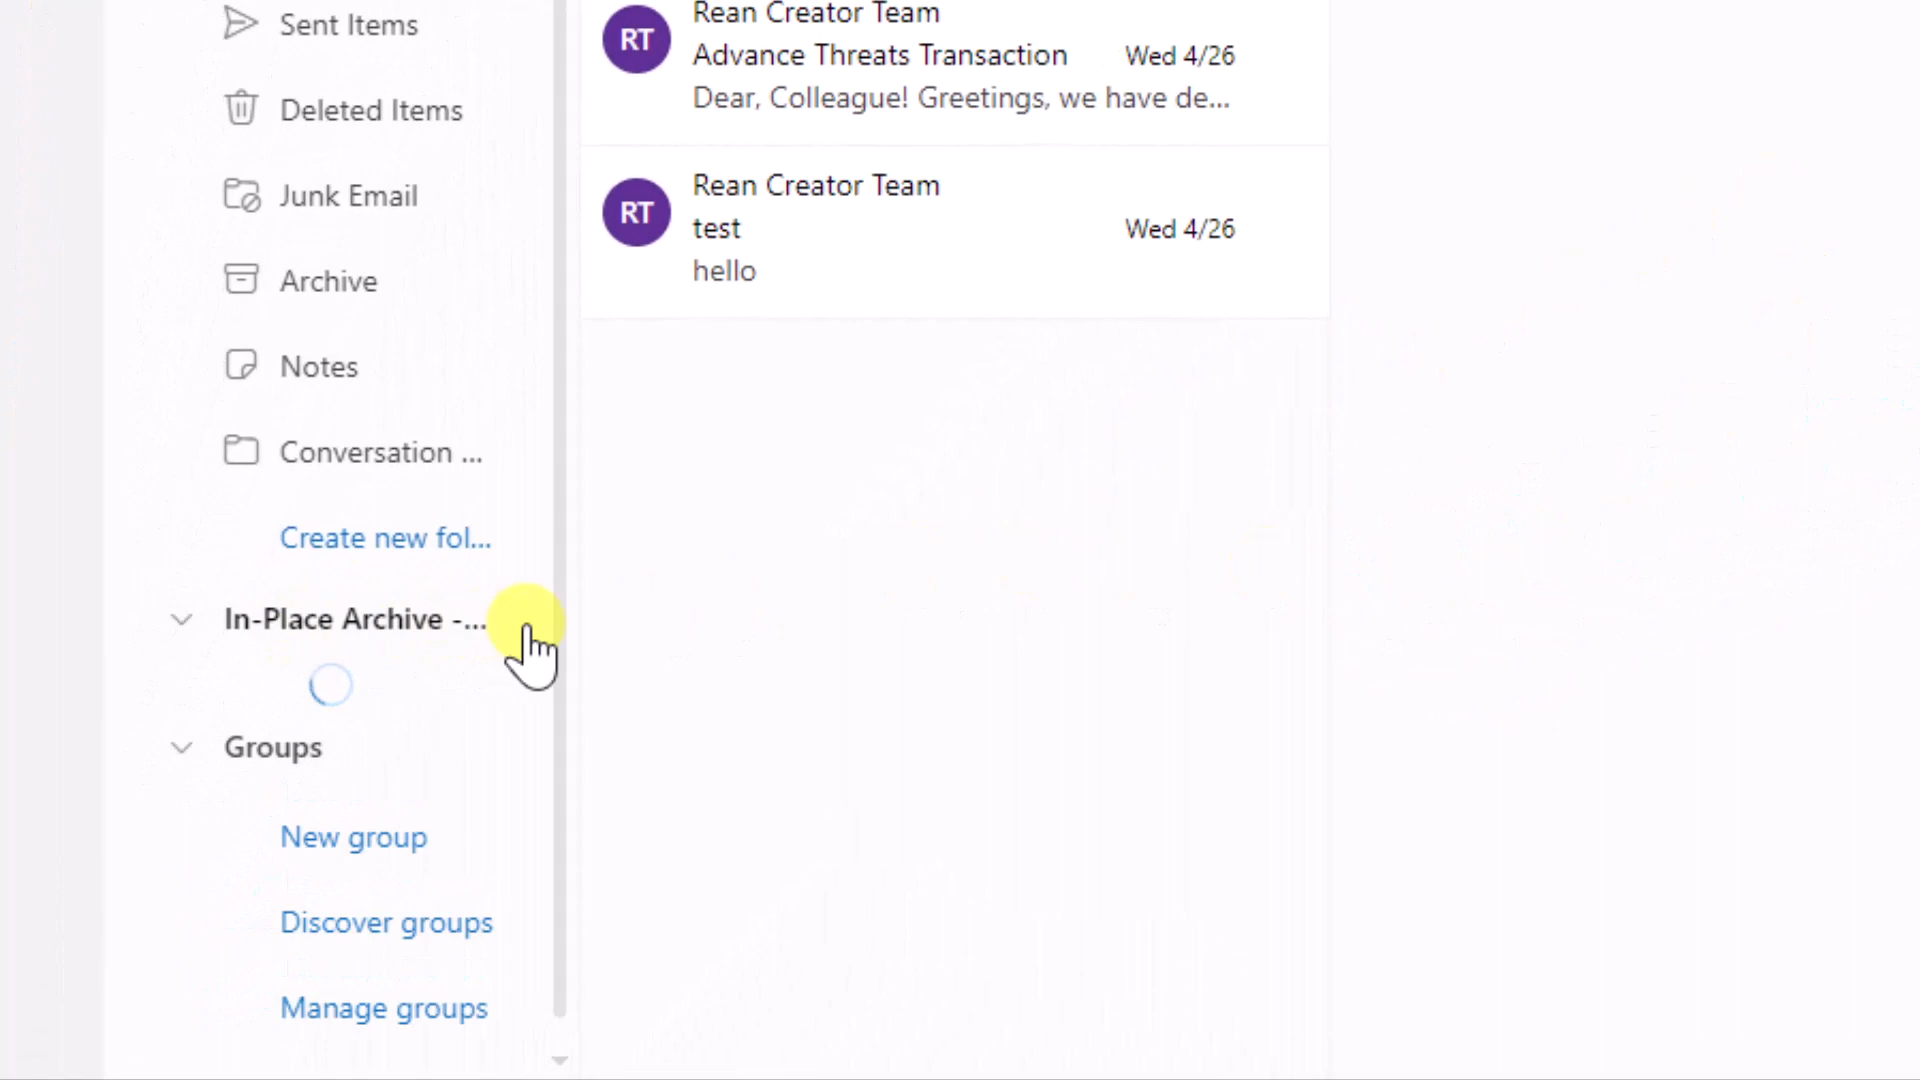 Sent Items
Deleted Items
Junk Email
Archive
Notes
Conversation ...
Create new fol...
In-Place Archive -...
Groups
New group
Discover groups
Manage groups
RT
Rean Creator Team
Advance Threats Transaction Wed 4/26
Dear, Colleague! Greetings, we have de...
RT
Rean Creator Team
test Wed 4/26
hello